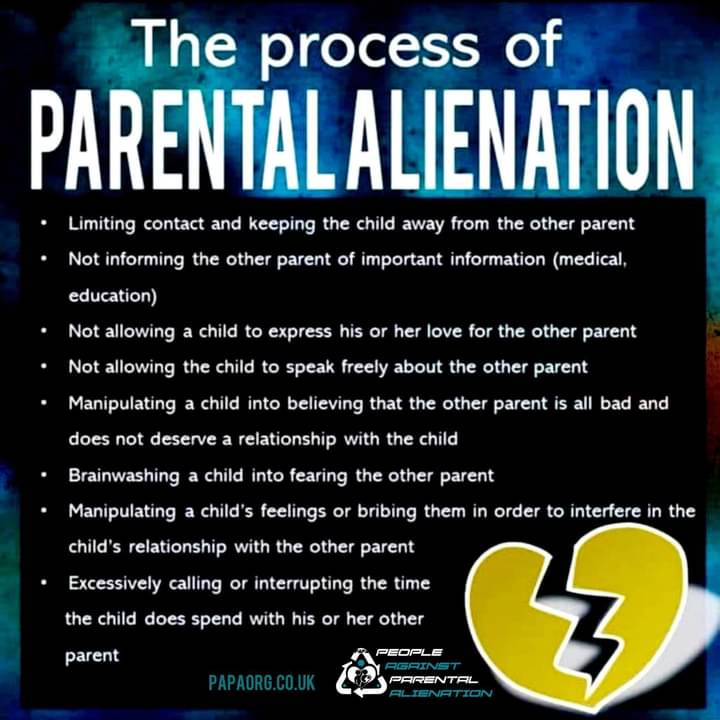 The process of
PARENTAL ALIENATION
• Limiting contact and keeping the child away from the other parent
• Not informing the other parent of important information (medical,
education)
• Not allowing a child to express his or her love for the other parent
• Not allowing the child to speak freely about the other parent
• Manipulating a child into believing that the other parent is all bad and
does not deserve a relationship with the child
• Brainwashing a child into fearing the other parent
• Manipulating a child's feelings or bribing them in order to interfere in the
child's relationship with the other parent
• Excessively calling or interrupting the time
the child does spend with his or her other
parent
PAPAORG.CO.UK
PEOPLE
AGAINST
PARENTAL
ALIENATION